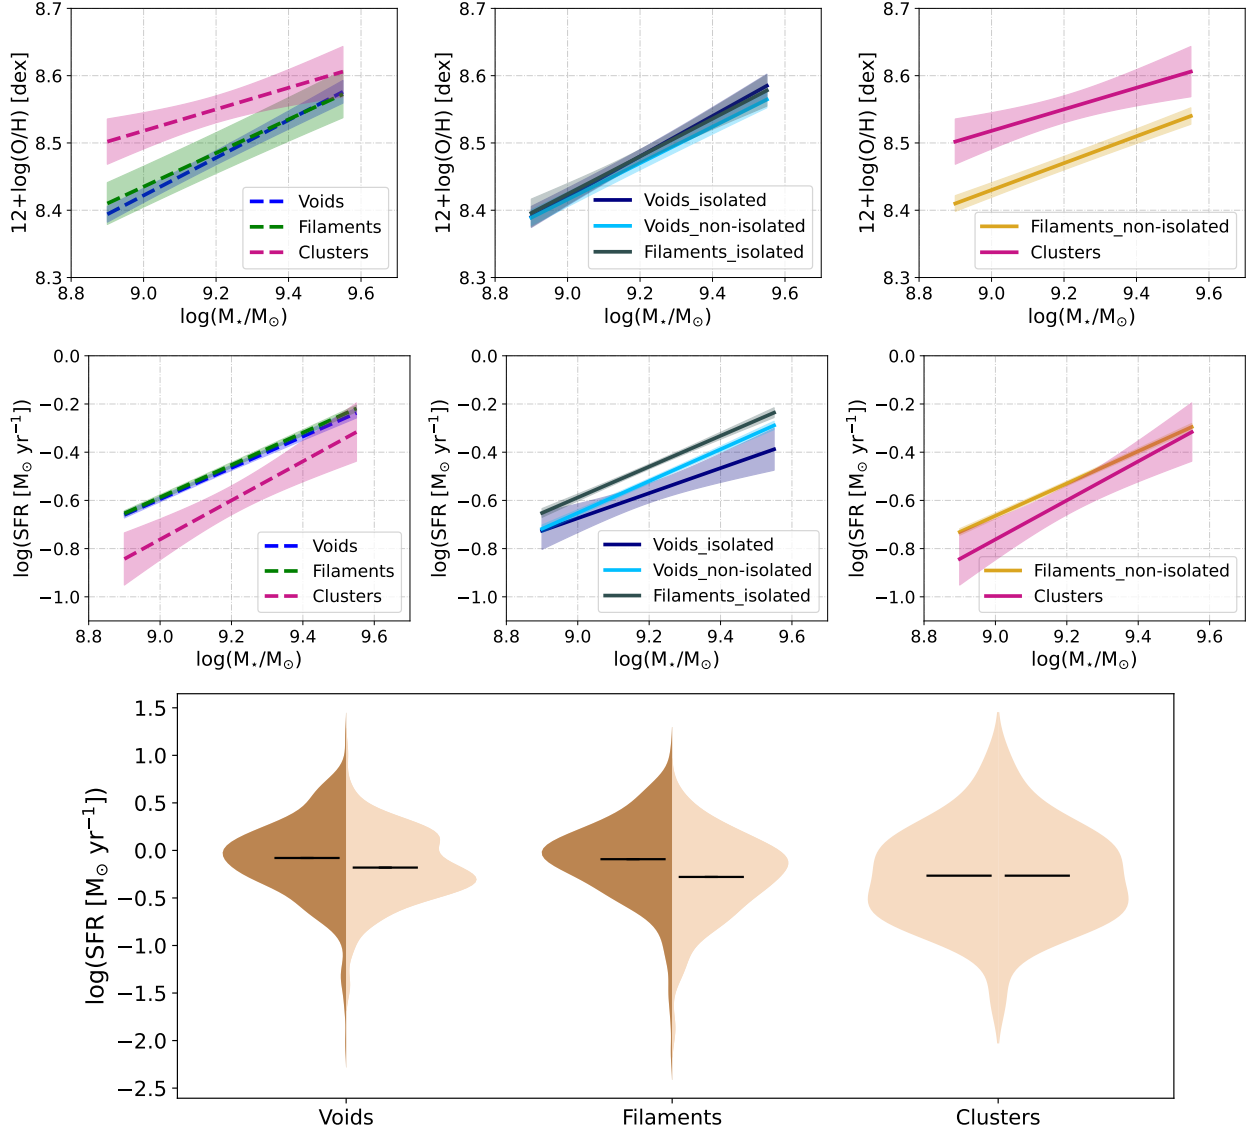 12+log(O/H) [dex]
8.7
8.6
8.5
8.4
8.3
8.8 9.0 9.2 9.4 9.6
log(M⋆/M⊙)
Voids
Filaments
Clusters
12+log(O/H) [dex]
8.7
8.6
8.5
8.4
8.3
8.8 9.0 9.2 9.4 9.6
log(M⋆/M⊙)
Voids_isolated
Voids_non-isolated
Filaments_isolated
12+log(O/H) [dex]
8.7
8.6
8.5
8.4
8.3
8.8 9.0 9.2 9.4 9.6
log(M⋆/M⊙)
Filaments_non-isolated
Clusters
log(SFR [M⊙ yr⁻¹])
0.0
−0.2
−0.4
−0.6
−0.8
−1.0
8.8 9.0 9.2 9.4 9.6
log(M⋆/M⊙)
Voids
Filaments
Clusters
log(SFR [M⊙ yr⁻¹])
0.0
−0.2
−0.4
−0.6
−0.8
−1.0
8.8 9.0 9.2 9.4 9.6
log(M⋆/M⊙)
Voids_isolated
Voids_non-isolated
Filaments_isolated
log(SFR [M⊙ yr⁻¹])
0.0
−0.2
−0.4
−0.6
−0.8
−1.0
8.8 9.0 9.2 9.4 9.6
log(M⋆/M⊙)
Filaments_non-isolated
Clusters
log(SFR [M⊙ yr⁻¹])
1.5
1.0
0.5
0.0
−0.5
−1.0
−1.5
−2.0
−2.5
Voids Filaments Clusters